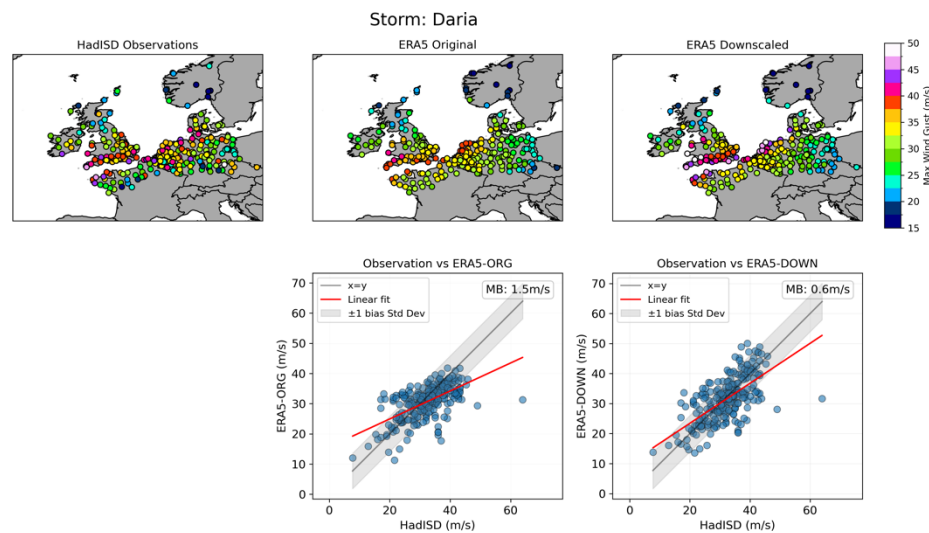 Storm: Daria
HadISD Observations
ERA5 Original
ERA5 Downscaled
50
45
40
35
30
25
20
15
Max Wind Gust (m/s)
Observation vs ERA5-ORG
x=y
Linear fit
±1 bias Std Dev
MB: 1.5m/s
70
60
50
40
30
20
10
0
ERA5-ORG (m/s)
0
20
40
60
HadISD (m/s)
Observation vs ERA5-DOWN
x=y
Linear fit
±1 bias Std Dev
MB: 0.6m/s
70
60
50
40
30
20
10
0
ERA5-DOWN (m/s)
0
20
40
60
HadISD (m/s)